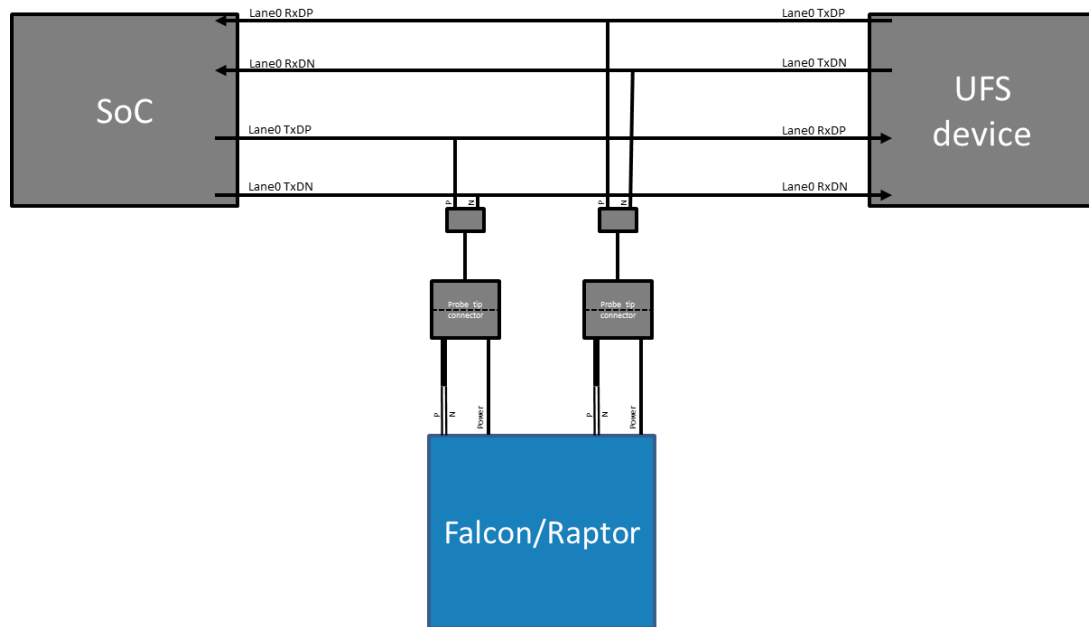 Lane0 RxDP
Lane0 TxDP
Lane0 RxDN
Lane0 TxDN
SoC
UFS
device
Lane0 TxDP
Lane0 RxDP
Lane0 TxDN
Lane0 RxDN
P
N
P
N
Probe tip
connector
Probe tip
connector
P
N
Power
P
N
Power
Falcon/Raptor